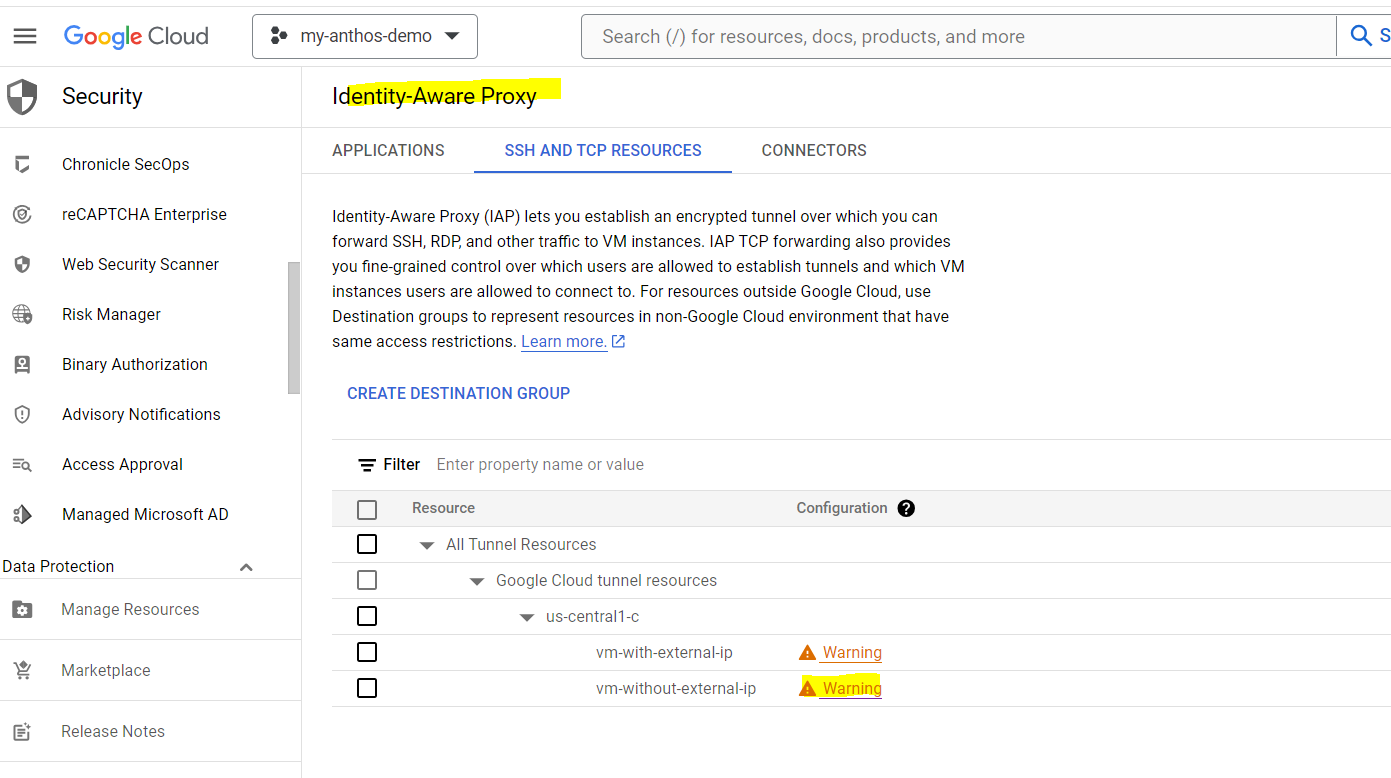 Google Cloud
my-anthos-demo
Search (/) for resources, docs, products, and more
S
Security
Identity-Aware Proxy
Chronicle SecOps
reCAPTCHA Enterprise
Web Security Scanner
Risk Manager
Binary Authorization
Advisory Notifications
Access Approval
Managed Microsoft AD
Data Protection
Manage Resources
Marketplace
Release Notes
APPLICATIONS
SSH AND TCP RESOURCES
CONNECTORS
Identity-Aware Proxy (IAP) lets you establish an encrypted tunnel over which you can
forward SSH, RDP, and other traffic to VM instances. IAP TCP forwarding also provides
you fine-grained control over which users are allowed to establish tunnels and which VM
instances users are allowed to connect to. For resources outside Google Cloud, use
Destination groups to represent resources in non-Google Cloud environment that have
same access restrictions. Learn more.
CREATE DESTINATION GROUP
Filter Enter property name or value
Resource Configuration
All Tunnel Resources
Google Cloud tunnel resources
us-central1-c
vm-with-external-ip Warning
vm-without-external-ip Warning